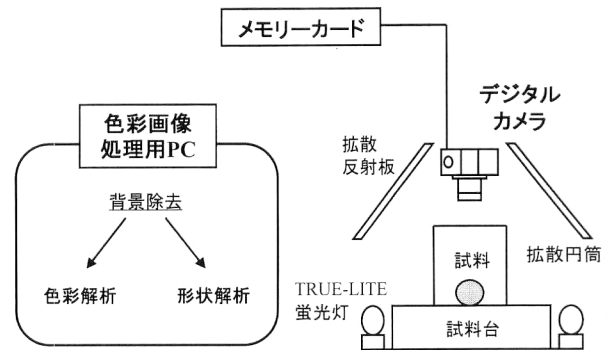 メモリーカード
色彩画像
処理用PC
背景除去
色彩解析
形状解析
デジタル
カメラ
拡散
反射板
拡散円筒
試料
TRUE-LITE
蛍光灯
試料台